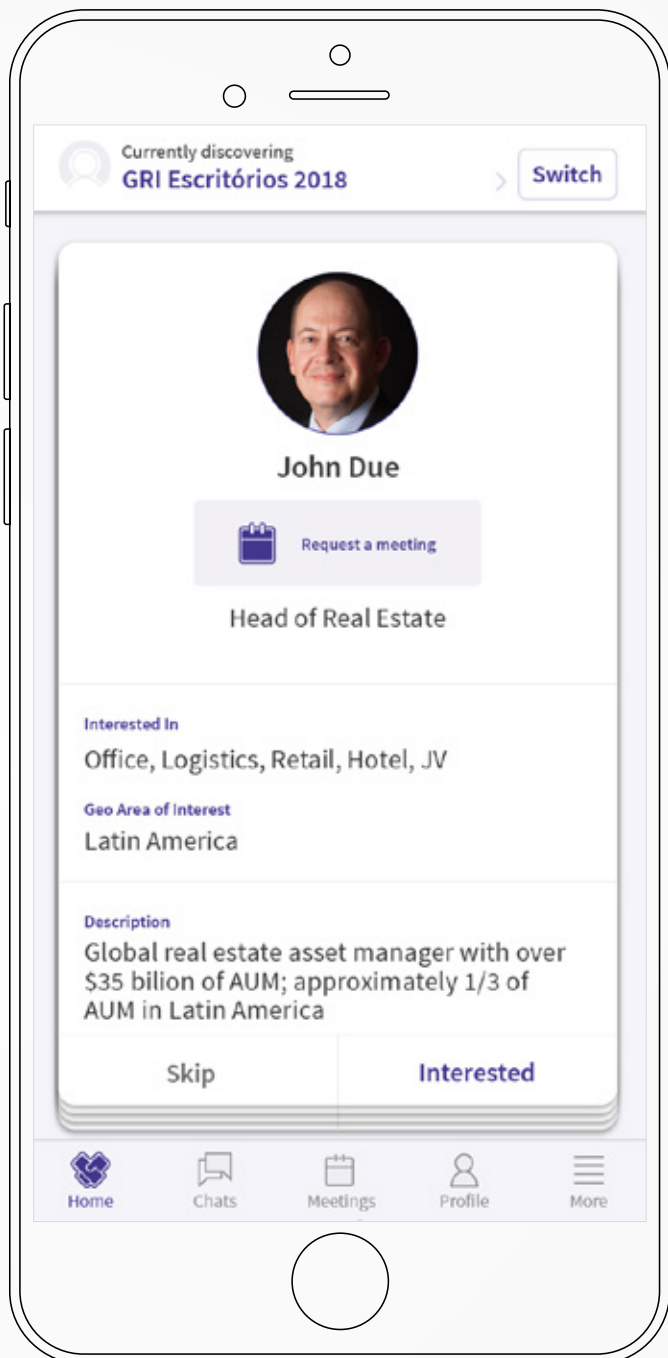 Currently discovering
GRI Escritórios 2018
Switch
John Due
Request a meeting
Head of Real Estate
Interested In
Office, Logistics, Retail, Hotel, JV
Geo Area of Interest
Latin America
Description
Global real estate asset manager with over
$35 bilion of AUM; approximately 1/3 of
AUM in Latin America
Skip
Interested
Home
Chats
Meetings
Profile
More